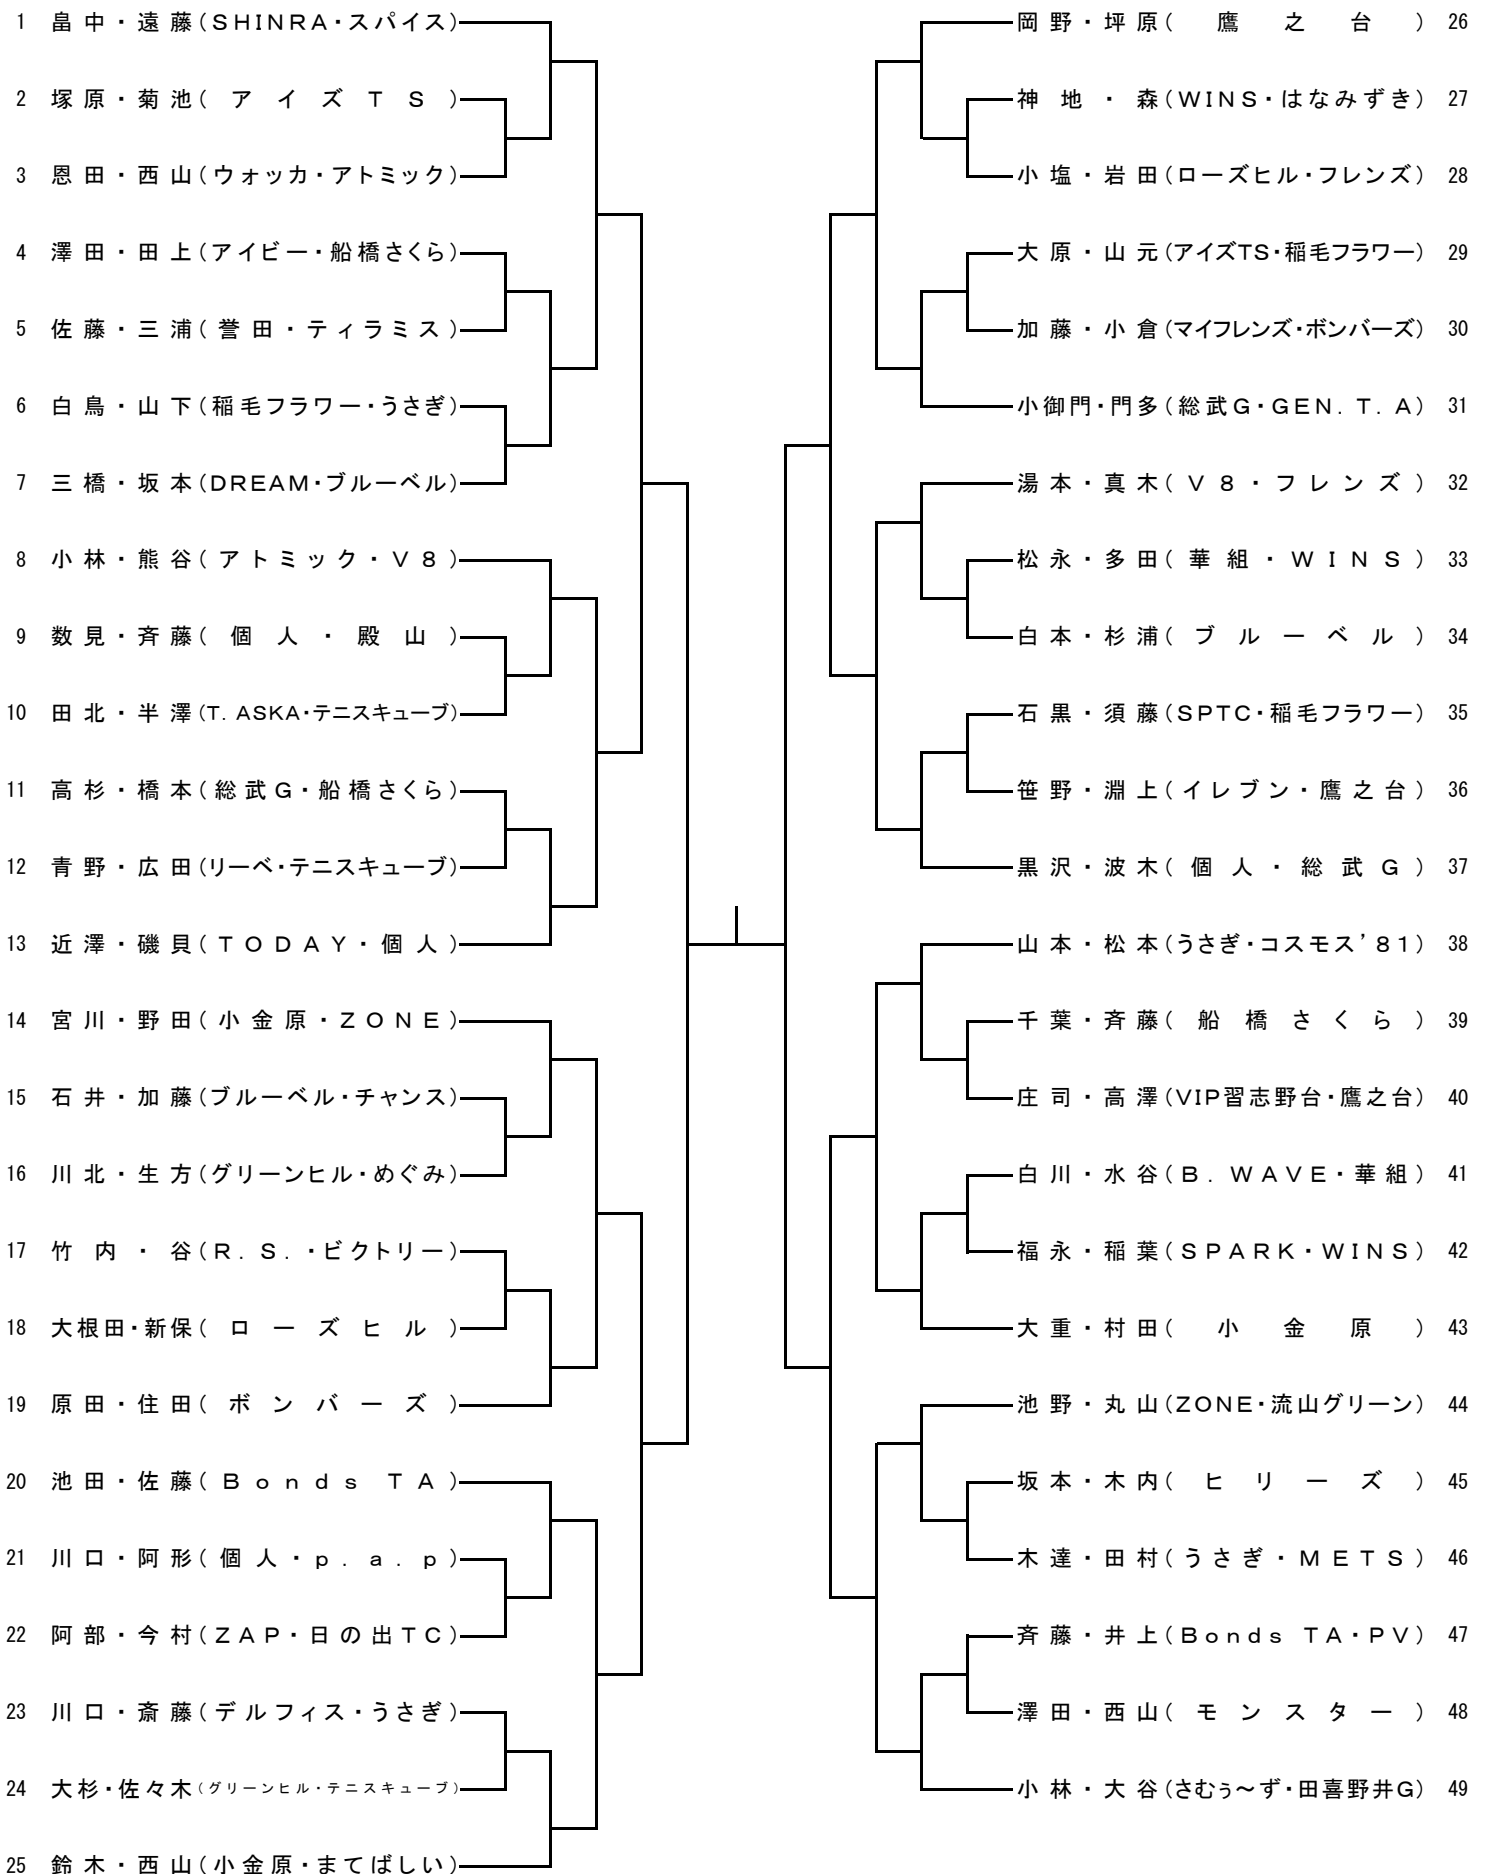 1 畠中・遠藤(SHINRA・スパイス)
2 塚原・菊池(アイズTS)
3 恩田・西山(ウォッカ・アトミック)
4 澤田・田上(アイビー・船橋さくら)
5 佐藤・三浦(誉田・ティラミス)
6 白鳥・山下(稲毛フラワー・うさぎ)
7 三橋・坂本(DREAM・ブルーベル)
8 小林・熊谷(アトミック・V8)
9 数見・斉藤(個人・殿山)
10 田北・半澤(T.ASKA・テニスキューブ)
11 高杉・橋本(総武G・船橋さくら)
12 青野・広田(リーベ・テニスキューブ)
13 近澤・磯貝(TODAY・個人)
14 宮川・野田(小金原・ZONE)
15 石井・加藤(ブルーベル・チャンス)
16 川北・生方(グリーンヒル・めぐみ)
17 竹内・谷(R.S.・ビクトリー)
18 大根田・新保(ローズヒル)
19 原田・住田(ボンバーズ)
20 池田・佐藤(Bonds TA)
21 川口・阿形(個人・p.a.p)
22 阿部・今村(ZAP・日の出TC)
23 川口・斎藤(デルフィス・うさぎ)
24 大杉・佐々木(グリーンヒル・テニスキューブ)
25 鈴木・西山(小金原・まてばしい)
岡野・坪原(鷹之台) 26
神地・森(WINS・はなみずき) 27
小塩・岩田(ローズヒル・フレンズ) 28
大原・山元(アイズTS・稲毛フラワー) 29
加藤・小倉(マイフレンズ・ボンバーズ) 30
小御門・門多(総武G・GEN.T.A) 31
湯本・真木(V8・フレンズ) 32
松永・多田(華組・WINS) 33
白本・杉浦(ブルーベル) 34
石黒・須藤(SPTC・稲毛フラワー) 35
笹野・淵上(イレブン・鷹之台) 36
黒沢・波木(個人・総武G) 37
山本・松本(うさぎ・コスモス’81) 38
千葉・斉藤(船橋さくら) 39
庄司・高澤(VIP習志野台・鷹之台) 40
白川・水谷(B.WAVE・華組) 41
福永・稲葉(SPARK・WINS) 42
大重・村田(小金原) 43
池野・丸山(ZONE・流山グリーン) 44
坂本・木内(ヒリーズ) 45
木達・田村(うさぎ・METS) 46
斉藤・井上(Bonds TA・PV) 47
澤田・西山(モンスター) 48
小林・大谷(さむぅ～ず・田喜野井G) 49